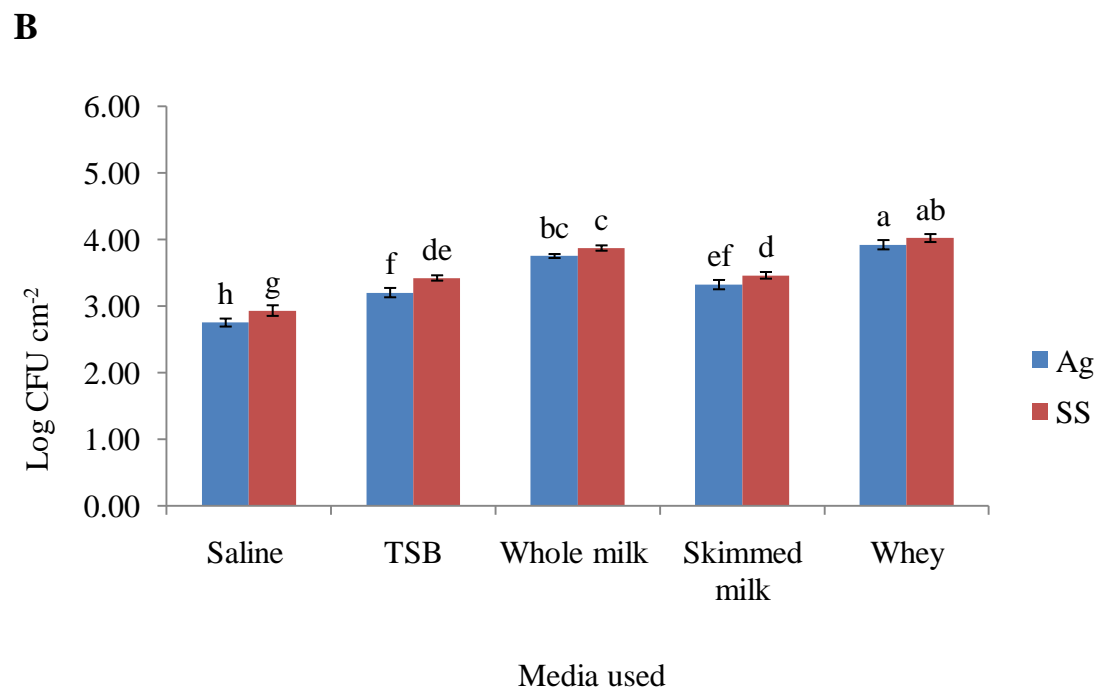 B
Log CFU cm-2
6.00
5.00
4.00
3.00
2.00
1.00
0.00
h
g
f
de
bc
c
ef
d
a
ab
Saline
TSB
Whole milk
Skimmed
milk
Whey
Media used
Ag
SS